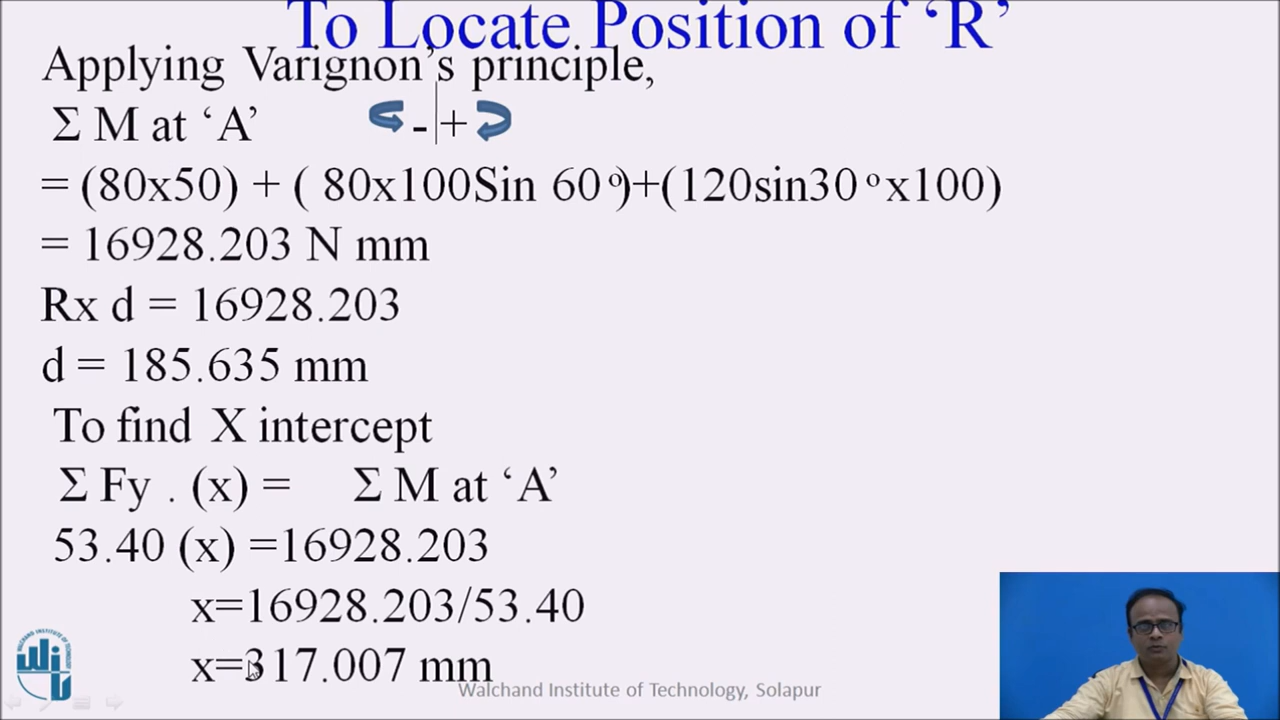 To Locate Position of ‘R’
Applying Varignon’s principle,
Σ M at ‘A’ - +
= (80x50) + ( 80x100Sin 60°)+(120sin30°x100)
= 16928.203 N mm
Rx d = 16928.203
d = 185.635 mm
To find X intercept
Σ Fy . (x) = Σ M at ‘A’
53.40 (x) =16928.203
x=16928.203/53.40
x=317.007 mm
Walchand Institute of Technology, Solapur